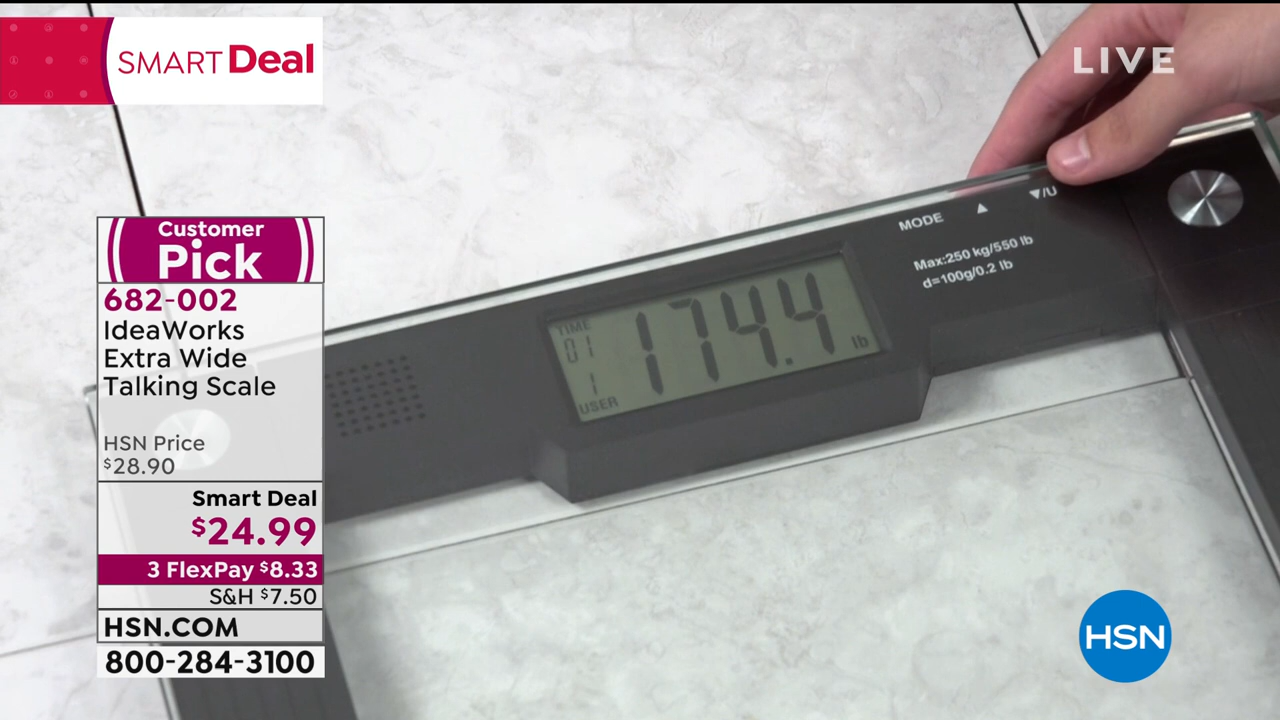 SMART Deal
LIVE
Customer
Pick
682-002
IdeaWorks
Extra Wide
Talking Scale
HSN Price
$28.90
Smart Deal
$24.99
3 FlexPay $8.33
S&H $7.50
HSN.COM
800-284-3100
MODE ▲ ▼/U
Max:250 kg/550 lb
d=100g/0.2 lb
TIME
01
174.4 lb
1
USER
HSN